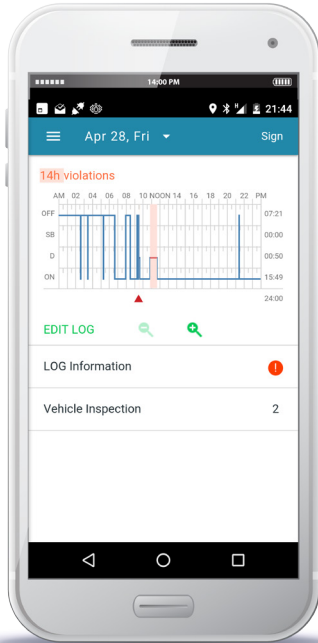 14:00 PM
21:44
Apr 28, Fri
Sign
14h violations
AM 02 04 06 08 10 NOON 14 16 18 20 22 PM
OFF 07:21
SB 00:00
D 00:50
ON 15:49
24:00
EDIT LOG
LOG Information
!
Vehicle Inspection 2